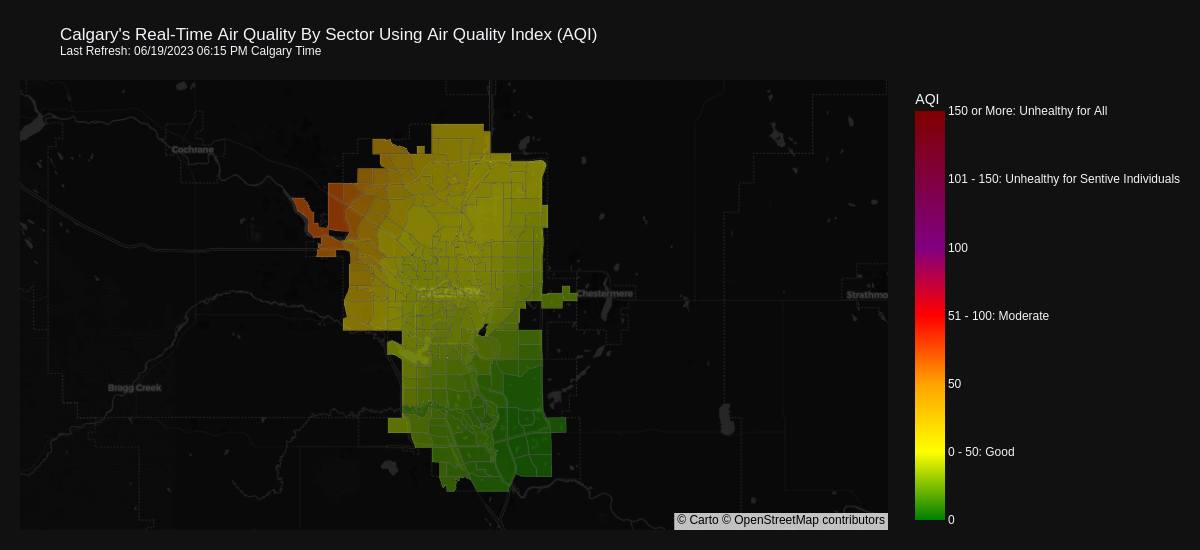 Calgary's Real-Time Air Quality By Sector Using Air Quality Index (AQI)
Last Refresh: 06/19/2023 06:15 PM Calgary Time
AQI
150 or More: Unhealthy for All
Cochrane
101 - 150: Unhealthy for Sentive Individuals
100
Chestermere
Strathmo
51 - 100: Moderate
50
Bragg Creek
0 - 50: Good
0
© Carto © OpenStreetMap contributors